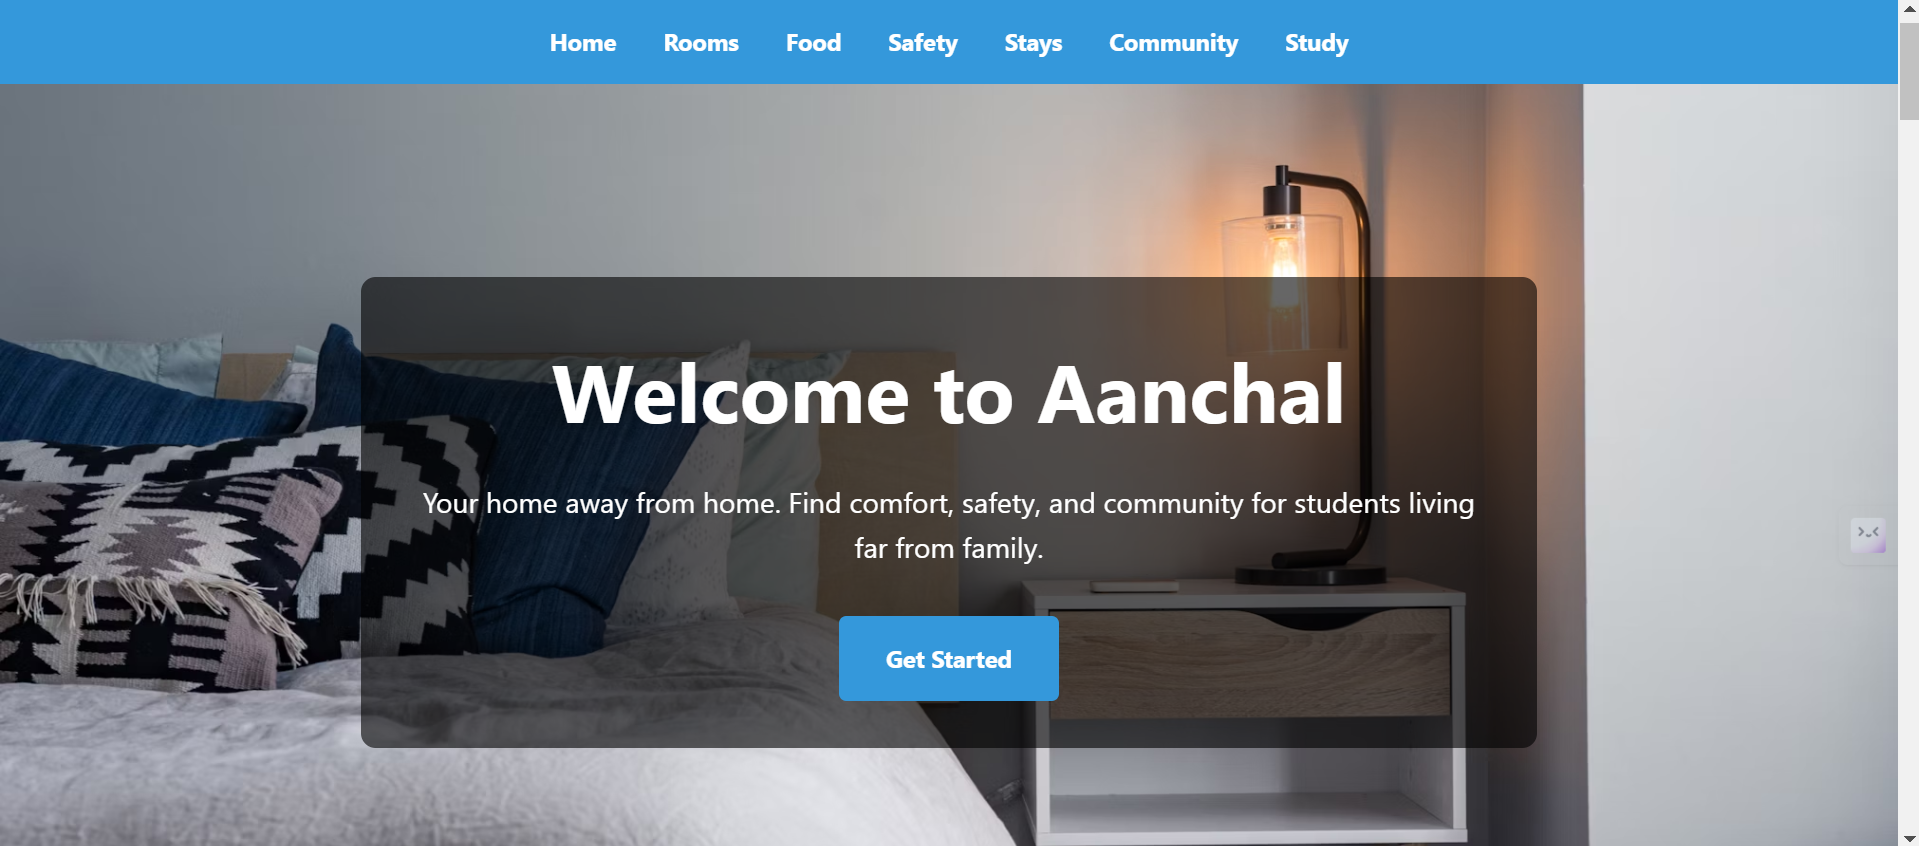 Home Rooms Food Safety Stays Community Study
Welcome to Aanchal
Your home away from home. Find comfort, safety, and community for students living
far from family.
Get Started